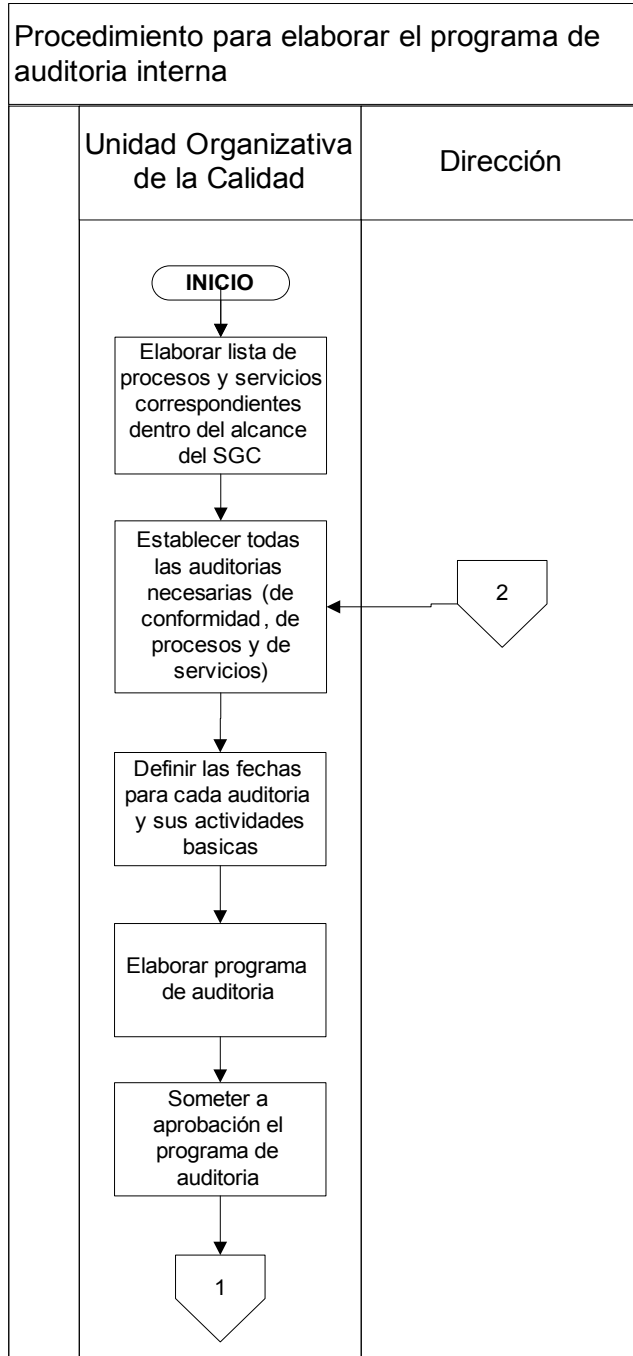 Procedimiento para elaborar el programa de
auditoria interna
Unidad Organizativa
de la Calidad
Dirección
INICIO
Elaborar lista de
procesos y servicios
correspondientes
dentro del alcance
del SGC
Establecer todas
las auditorias
necesarias (de
conformidad, de
procesos y de
servicios)
2
Definir las fechas
para cada auditoria
y sus actividades
basicas
Elaborar programa
de auditoria
Someter a
aprobación el
programa de
auditoria
1